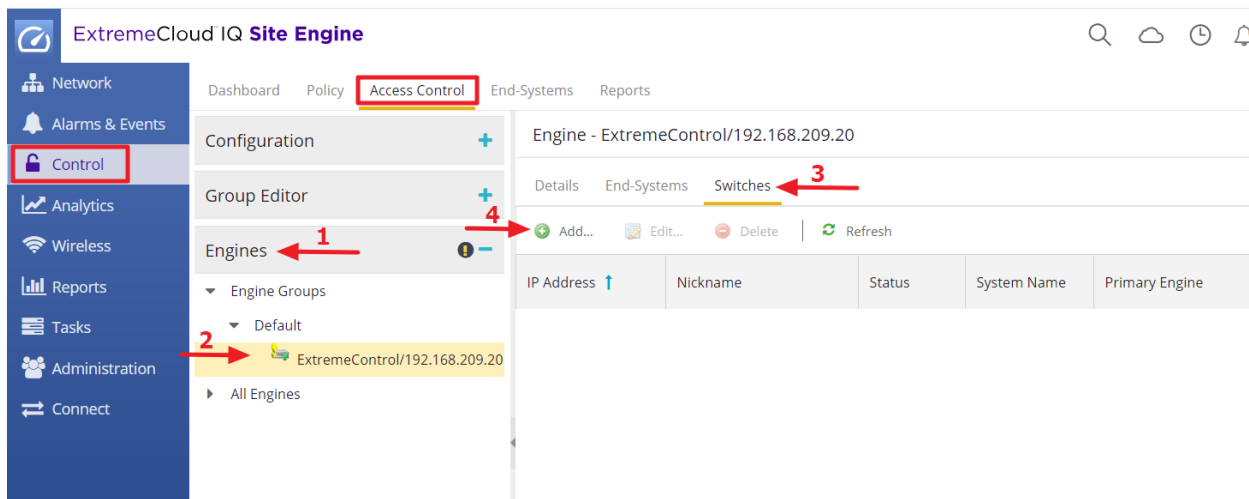 ExtremeCloud™ IQ Site Engine
Network
Alarms & Events
Control
Analytics
Wireless
Reports
Tasks
Administration
Connect
Dashboard Policy Access Control End-Systems Reports
Configuration
Group Editor
Engines 1
Engine Groups
Default
2 ExtremeControl/192.168.209.20
All Engines
Engine - ExtremeControl/192.168.209.20
Details End-Systems Switches 3
4 Add... Edit... Delete Refresh
IP Address Nickname Status System Name Primary Engine